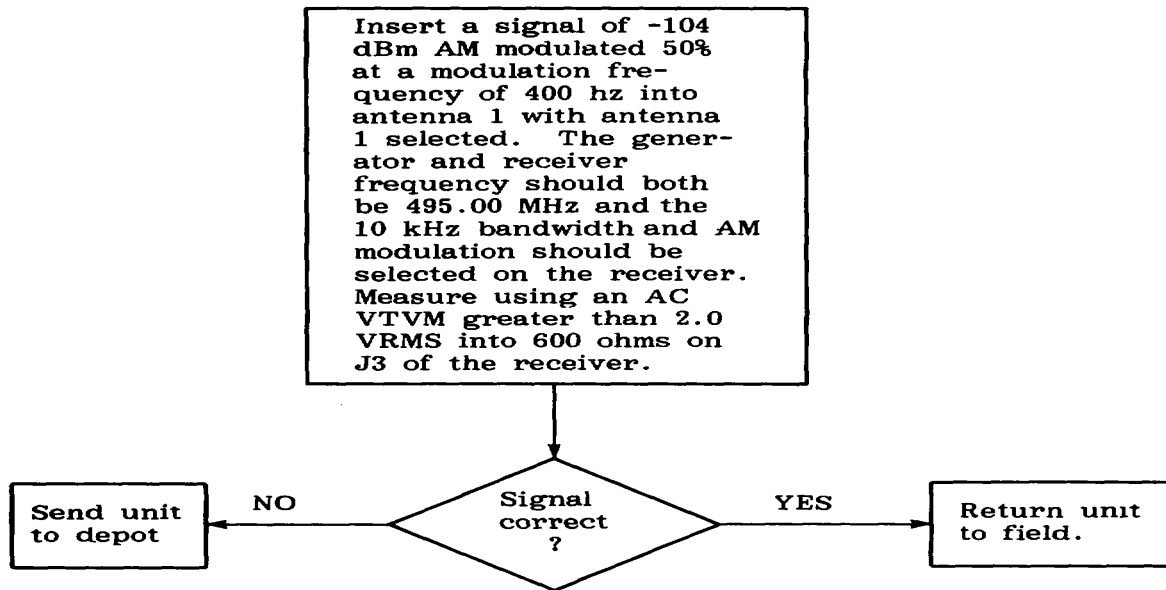 Insert a signal of -104
dBm AM modulated 50%
at a modulation fre-
quency of 400 hz into
antenna 1 with antenna
1 selected. The gener-
ator and receiver
frequency should both
be 495.00 MHz and the
10 kHz bandwidth and AM
modulation should be
selected on the receiver.
Measure using an AC
VTVM greater than 2.0
VRMS into 600 ohms on
J3 of the receiver.
Signal
correct
?
NO
Send unit
to depot
YES
Return unit
to field.